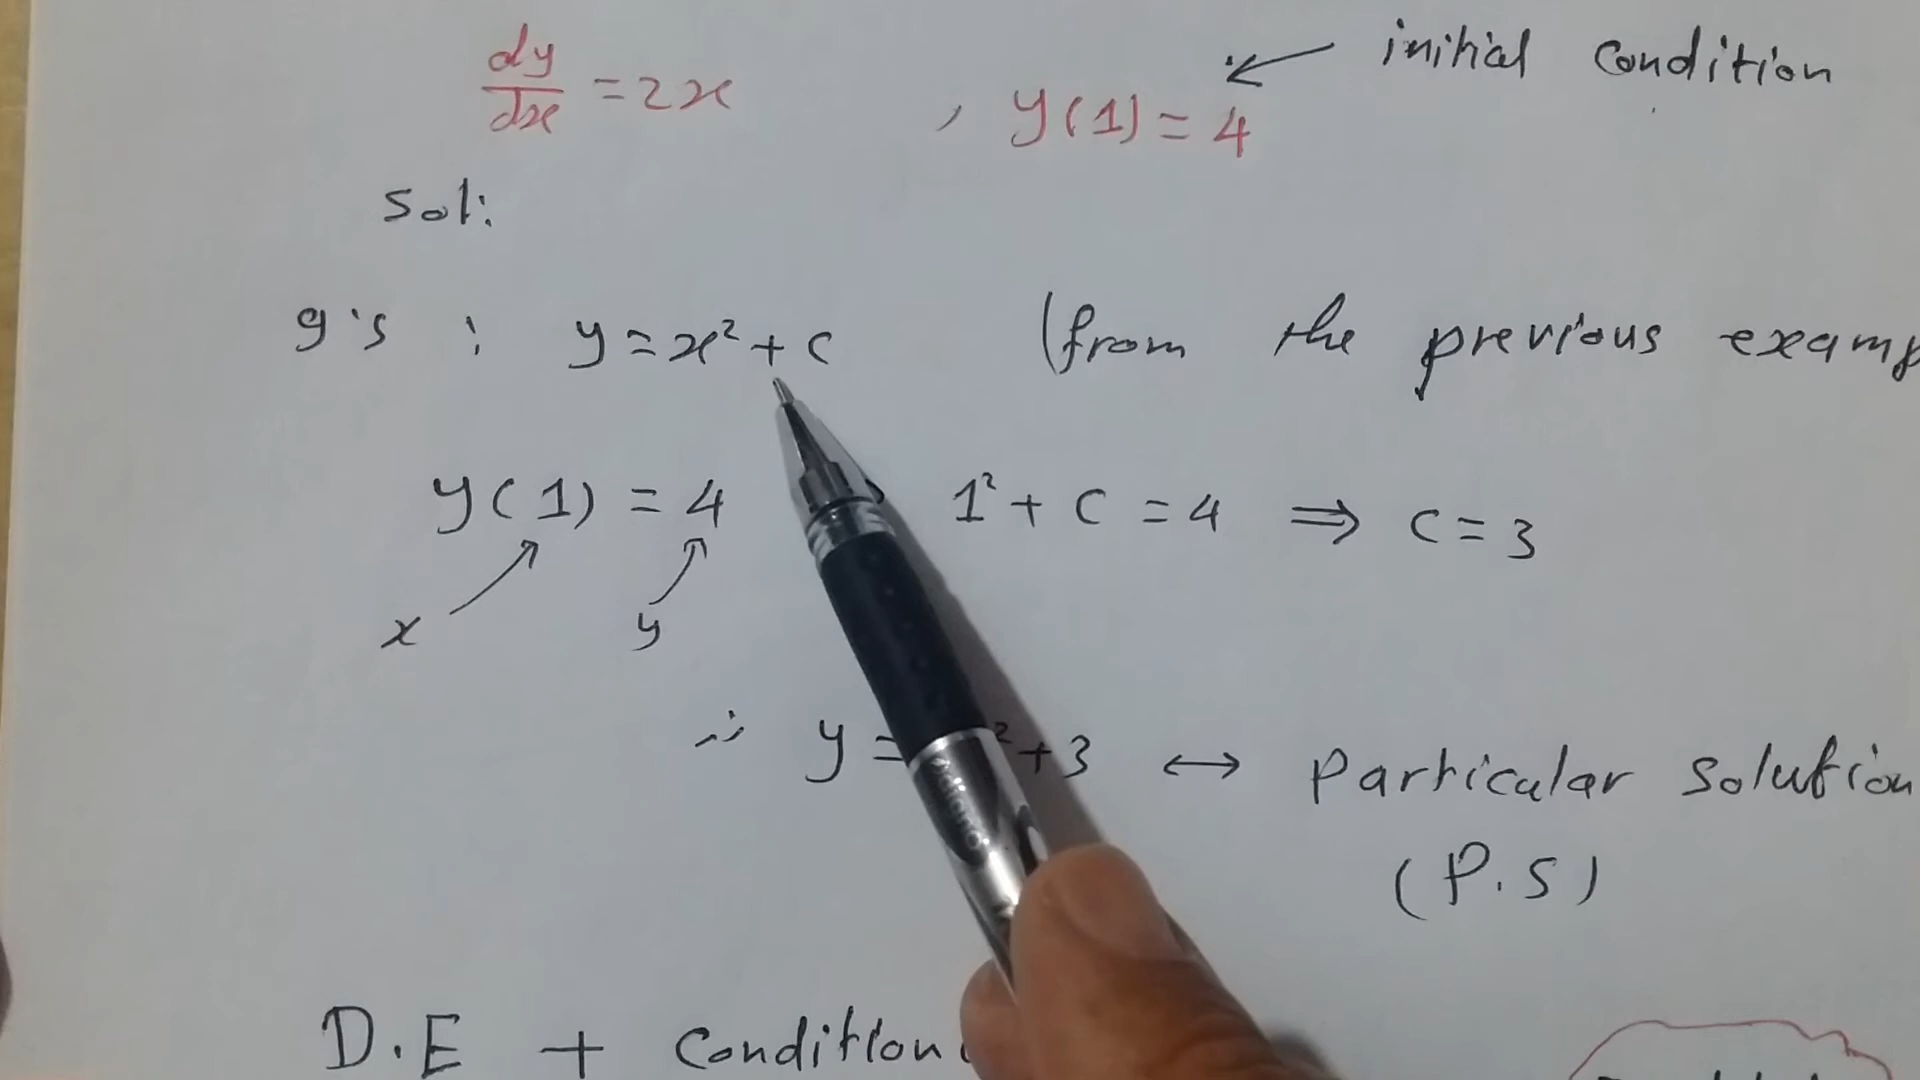 dy/dx = 2x , y(1) = 4 ← initial condition
Sol:
g.s : y = x² + c (from the previous examp
y(1) = 4 1² + c = 4 ⇒ c = 3
x y
∴ y = ² + 3 ↔ Particular solution
(P.S)
D.E + Condition